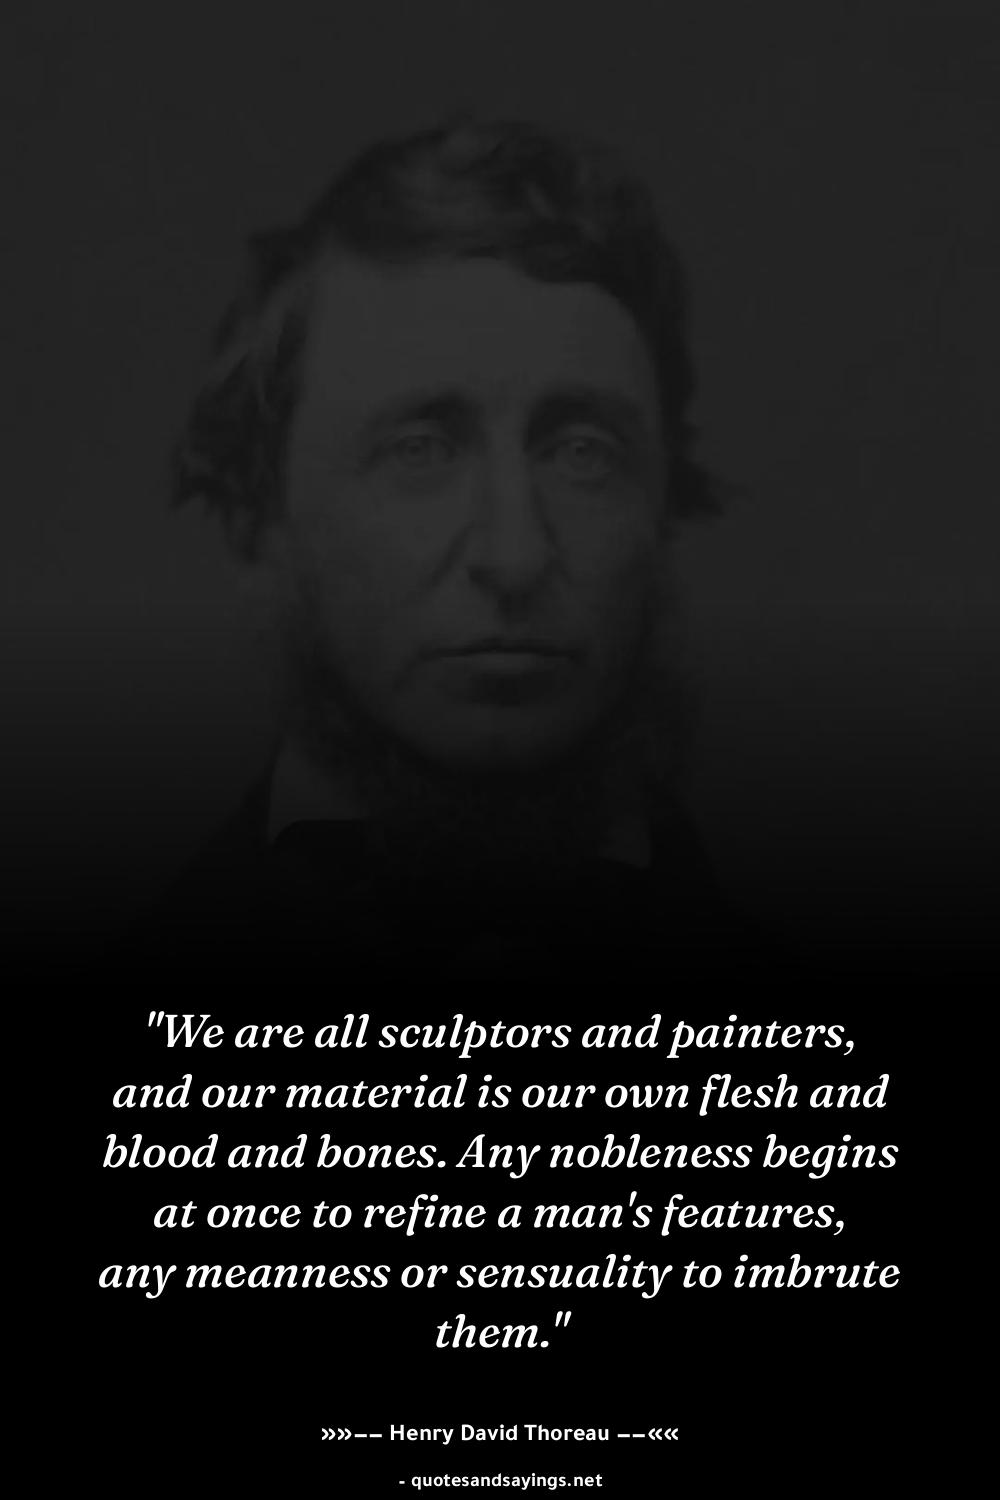 "We are all sculptors and painters,
and our material is our own flesh and
blood and bones. Any nobleness begins
at once to refine a man's features,
any meanness or sensuality to imbrute
them."
»»−− Henry David Thoreau −−««
- quotesandsayings.net